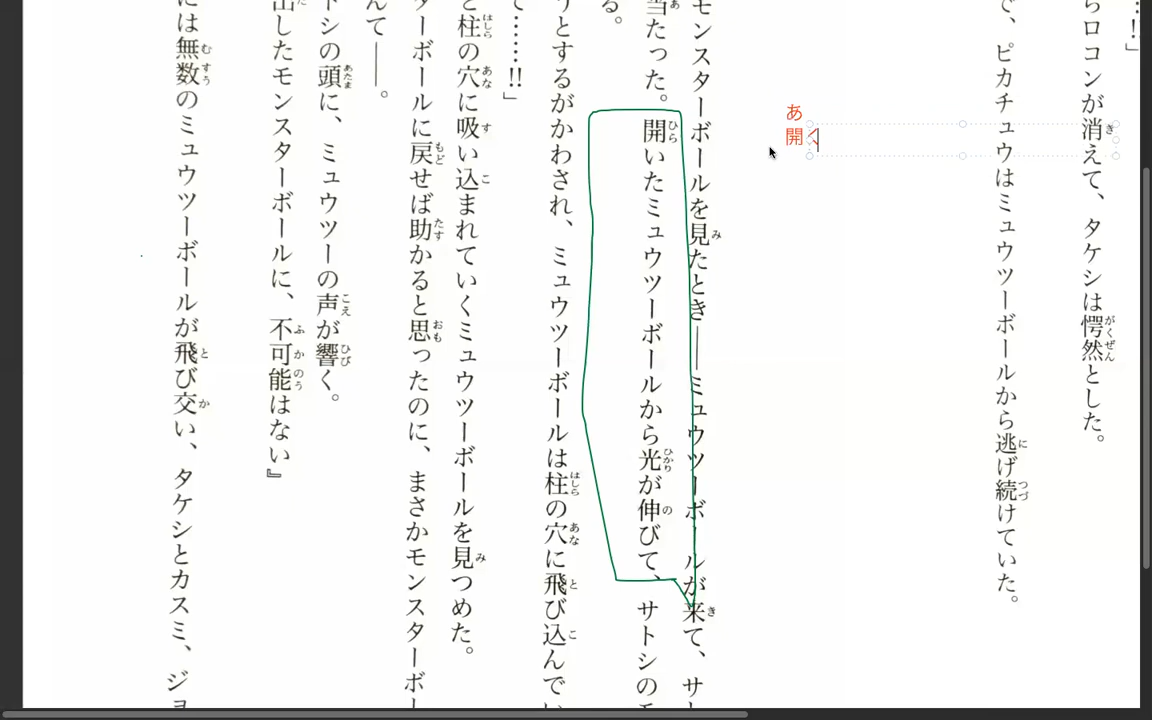 …!」
らロコンが消えて、タケシは愕然とした。
で、ピカチュウはミュウツーボールから逃げ続けていた。
あ
開く
モンスターボールを見たとき――ミュウツーボールが来て、サ
当たった。開いたミュウツーボールから光が伸びて、サトシのモ
る。
うとするがかわされ、ミュウツーボールは柱の穴に飛び込んでい
て……!!」
と柱の穴に吸い込まれていくミュウツーボールを見つめた。
ターボールに戻せば助かると思ったのに、まさかモンスターボー
んて――。
トシの頭に、ミュウツーの声が響く。
出したモンスターボールに、不可能はない』
には無数のミュウツーボールが飛び交い、タケシとカスミ、ジョ